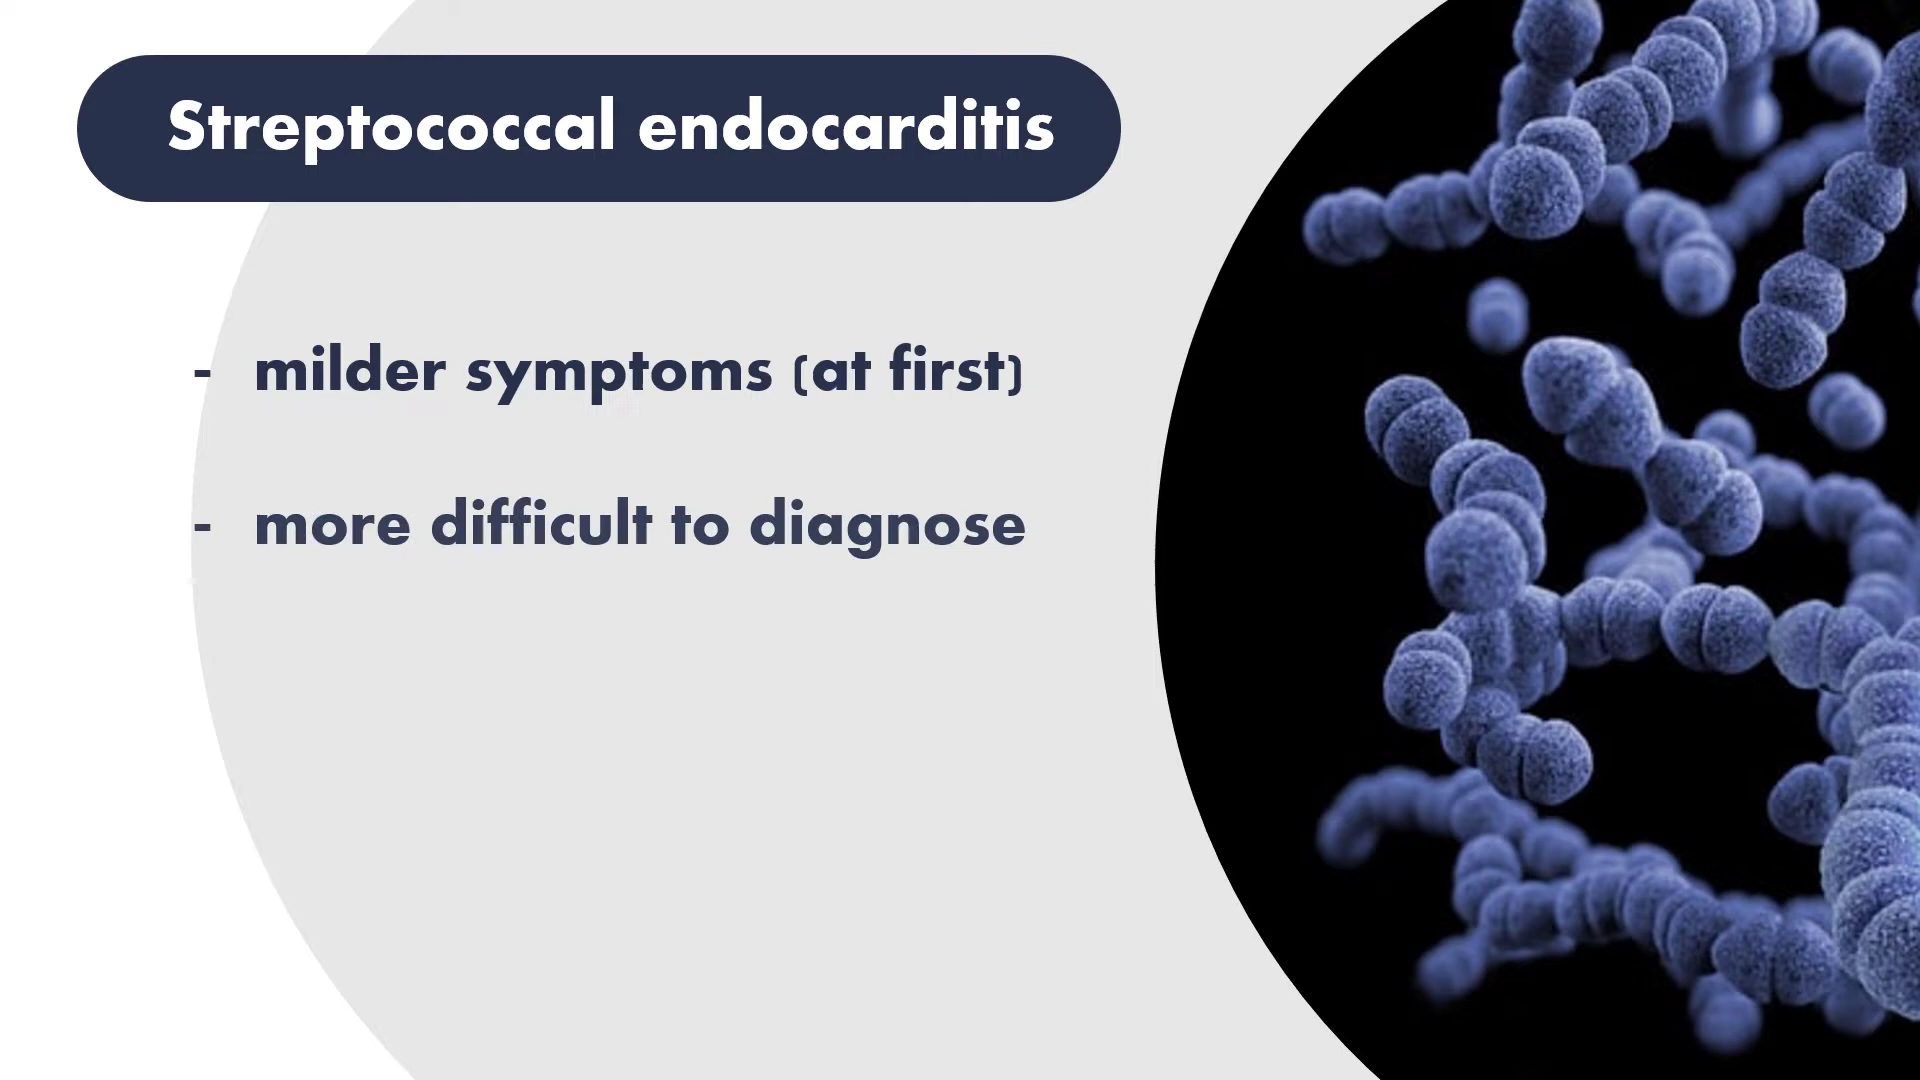 Streptococcal endocarditis
- milder symptoms (at first)
- more difficult to diagnose